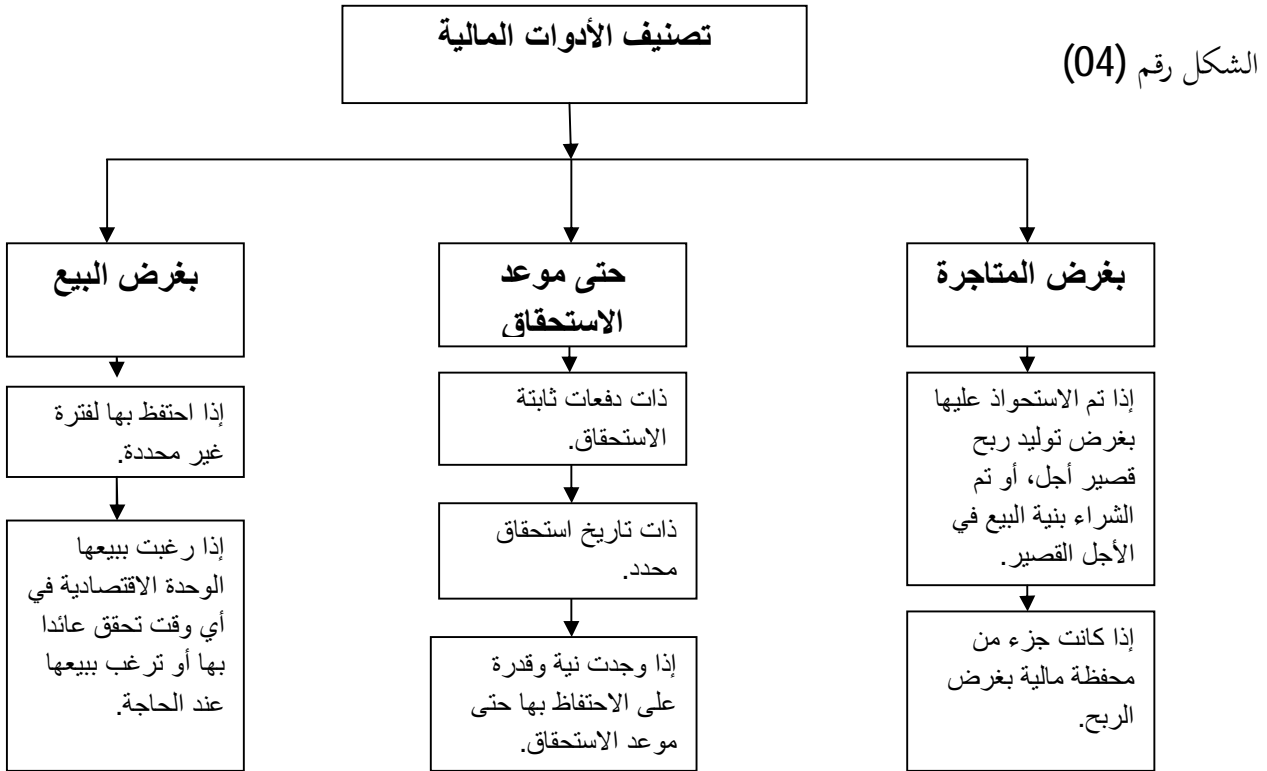 تصنيف الأدوات المالية
الشكل رقم (04)
بغرض المتاجرة
إذا تم الاستحواذ عليها
بغرض توليد ربح
قصير أجل، أو تم
الشراء بنية البيع في
الأجل القصير.
إذا كانت جزء من
محفظة مالية بغرض
الربح.
حتى موعد
الاستحقاق
ذات دفعات ثابتة
الاستحقاق.
ذات تاريخ استحقاق
محدد.
إذا وجدت نية وقدرة
على الاحتفاظ بها حتى
موعد الاستحقاق.
بغرض البيع
إذا احتفظ بها لفترة
غير محددة.
إذا رغبت ببيعها
الوحدة الاقتصادية في
أي وقت تحقق عائدا
بها أو ترغب ببيعها
عند الحاجة.